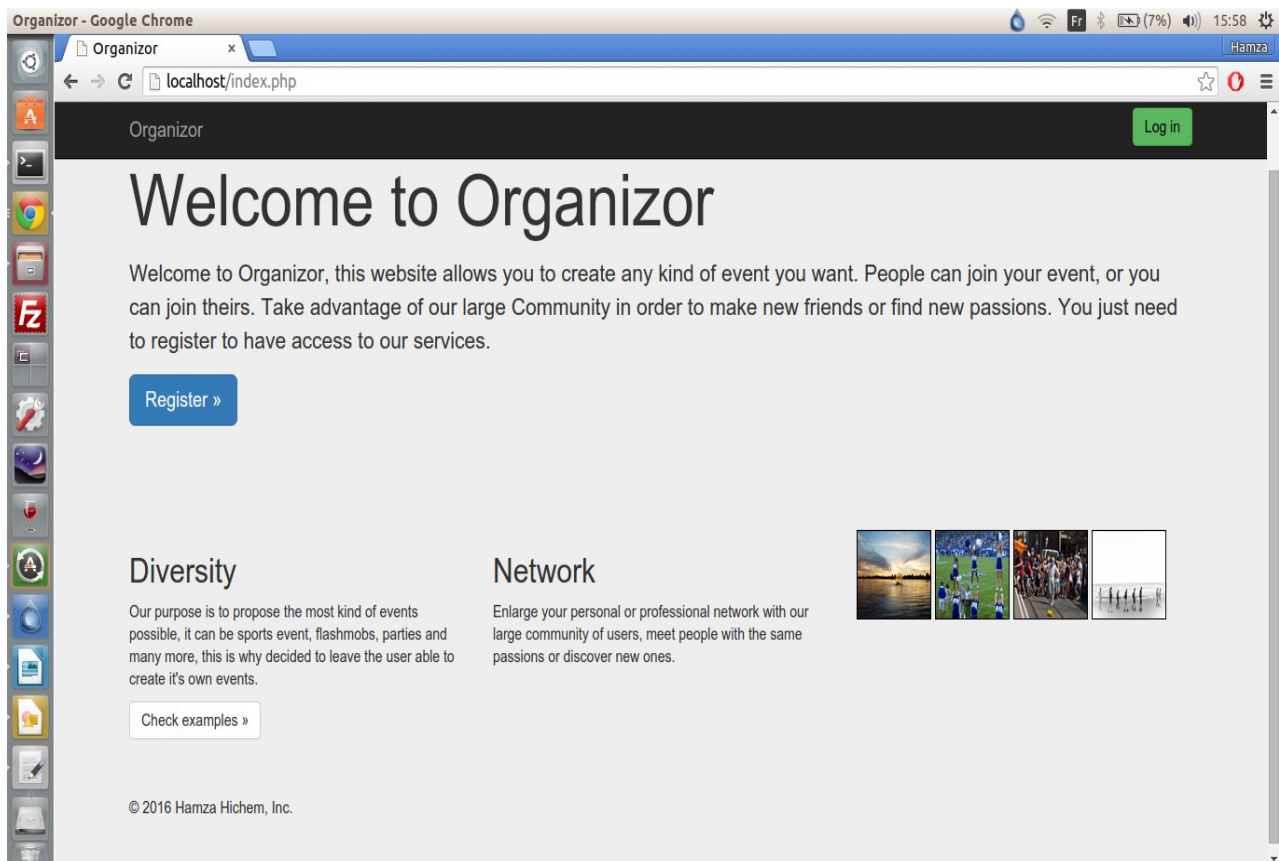 Organizor - Google Chrome
Fr (7%) 15:58
Organizor × Hamza
localhost/index.php
Organizor Log in
Welcome to Organizor
Welcome to Organizor, this website allows you to create any kind of event you want. People can join your event, or you
can join theirs. Take advantage of our large Community in order to make new friends or find new passions. You just need
to register to have access to our services.
Register »
Diversity
Our purpose is to propose the most kind of events
possible, it can be sports event, flashmobs, parties and
many more, this is why decided to leave the user able to
create it's own events.
Check examples »
Network
Enlarge your personal or professional network with our
large community of users, meet people with the same
passions or discover new ones.
© 2016 Hamza Hichem, Inc.